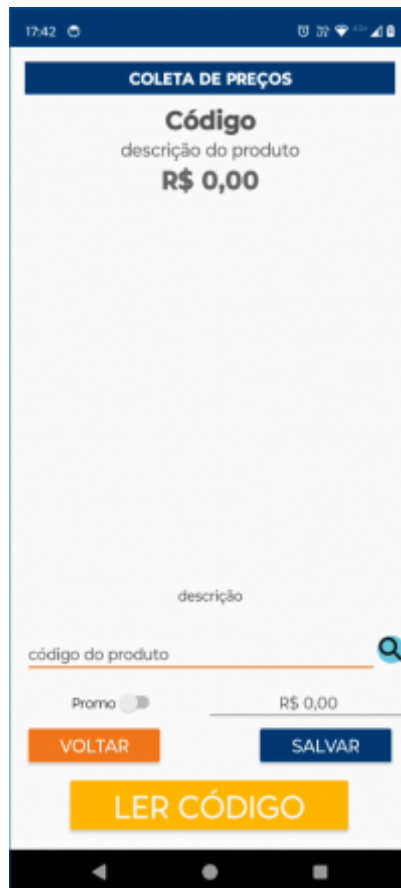 17:42
COLETA DE PREÇOS
Código
descrição do produto
R$ 0,00
descrição
código do produto
Promo R$ 0,00
VOLTAR SALVAR
LER CÓDIGO